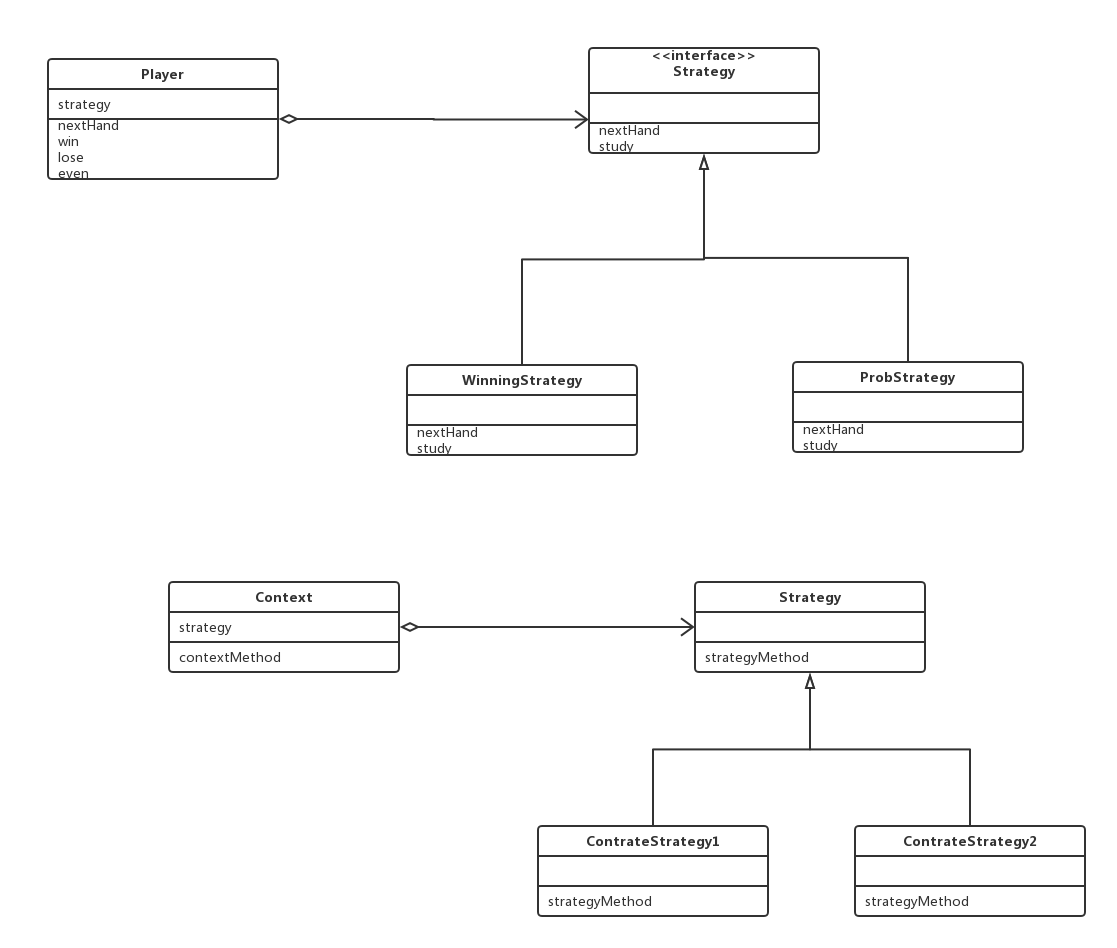 Player
strategy
nextHand
win
lose
even
<<interface>>
Strategy
nextHand
study
WinningStrategy
nextHand
study
ProbStrategy
nextHand
study
Context
strategy
contextMethod
Strategy
strategyMethod
ContrateStrategy1
strategyMethod
ContrateStrategy2
strategyMethod